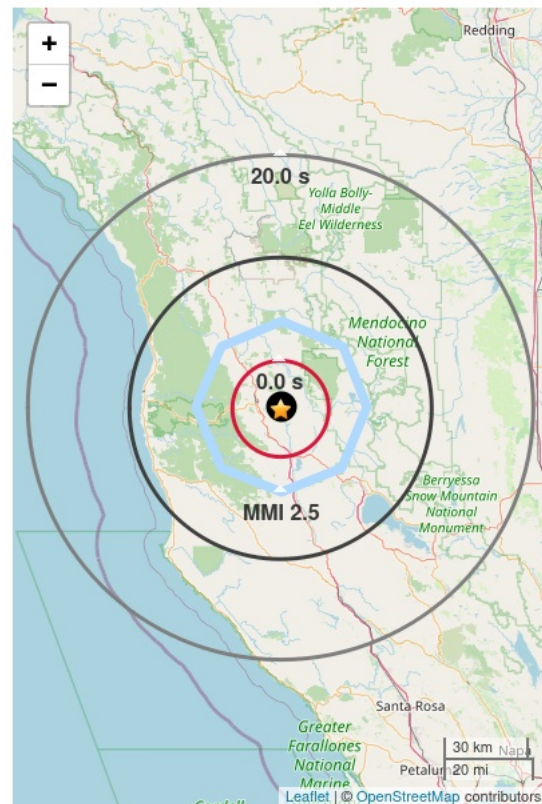 +
Redding
−
20.0 s
Yolla Bolly-
Middle
Eel Wilderness
Mendocino
National
Forest
0.0 s
Berryessa
Snow Mountain
National
Monument
MMI 2.5
Santa Rosa
Greater
Farallones
National
Marine
30 km
Napa
20 mi
Leaflet | © OpenStreetMap contributors